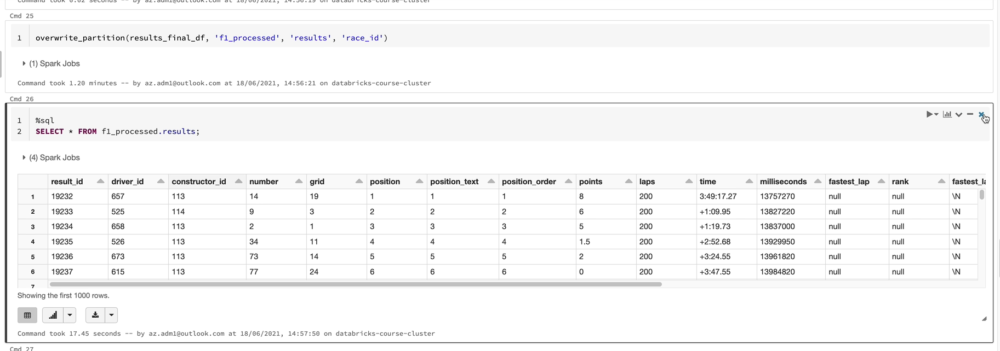 Command took 0.02 seconds -- by az.adm1@outlook.com at 18/06/2021, 14:56:19 on databricks-course-cluster
Cmd 25
1 overwrite_partition(results_final_df, 'f1_processed', 'results', 'race_id')
(1) Spark Jobs
Command took 1.20 minutes -- by az.adm1@outlook.com at 18/06/2021, 14:56:21 on databricks-course-cluster
Cmd 26
1 %sql
2 SELECT * FROM f1_processed.results;
(4) Spark Jobs
result_id driver_id constructor_id number grid position position_text position_order points laps time milliseconds fastest_lap rank fastest_la
1 19232 657 113 14 19 1 1 1 8 200 3:49:17.27 13757270 null null \N
2 19233 525 114 9 3 2 2 2 6 200 +1:09.95 13827220 null null \N
3 19234 658 113 2 1 3 3 3 5 200 +1:19.73 13837000 null null \N
4 19235 526 113 34 11 4 4 4 1.5 200 +2:52.68 13929950 null null \N
5 19236 673 113 73 14 5 5 5 2 200 +3:24.55 13961820 null null \N
6 19237 615 113 77 24 6 6 6 0 200 +3:47.55 13984820 null null \N
7
Showing the first 1000 rows.
Command took 17.45 seconds -- by az.adm1@outlook.com at 18/06/2021, 14:57:50 on databricks-course-cluster
Cmd 27